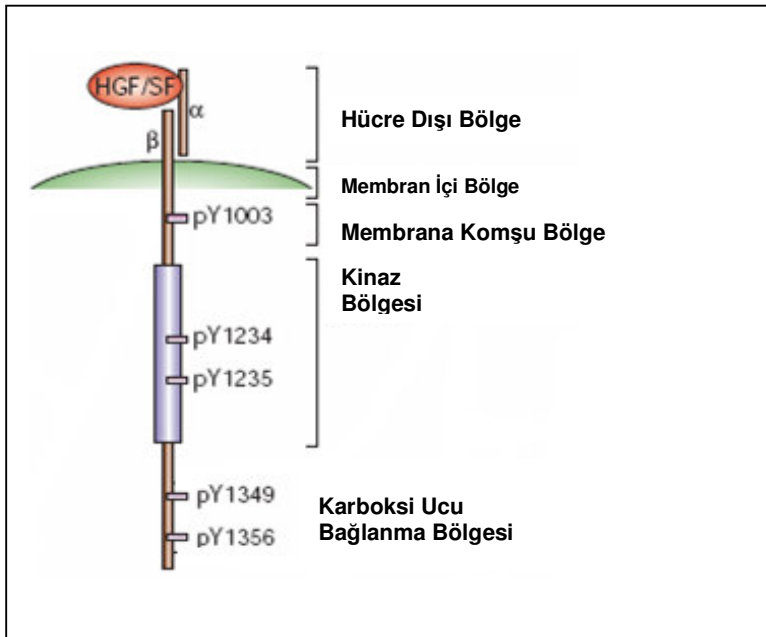 HGF/SF
α
β
Hücre Dışı Bölge
Membran İçi Bölge
pY1003
Membrana Komşu Bölge
Kinaz
Bölgesi
pY1234
pY1235
pY1349
pY1356
Karboksi Ucu
Bağlanma Bölgesi